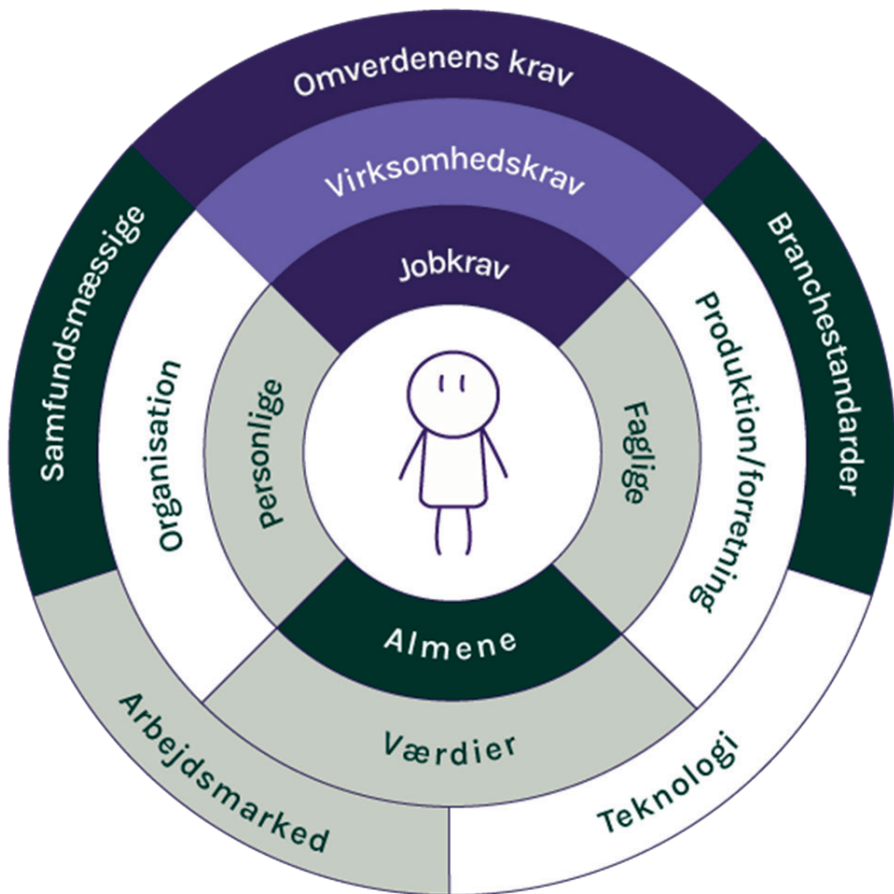 Omverdenens krav
Virksomhedskrav
Jobkrav
Samfundsmæssige
Organisation
Personlige
Faglige
Produktion/forretning
Branchestandarder
Almene
Værdier
Arbejdsmarked
Teknologi